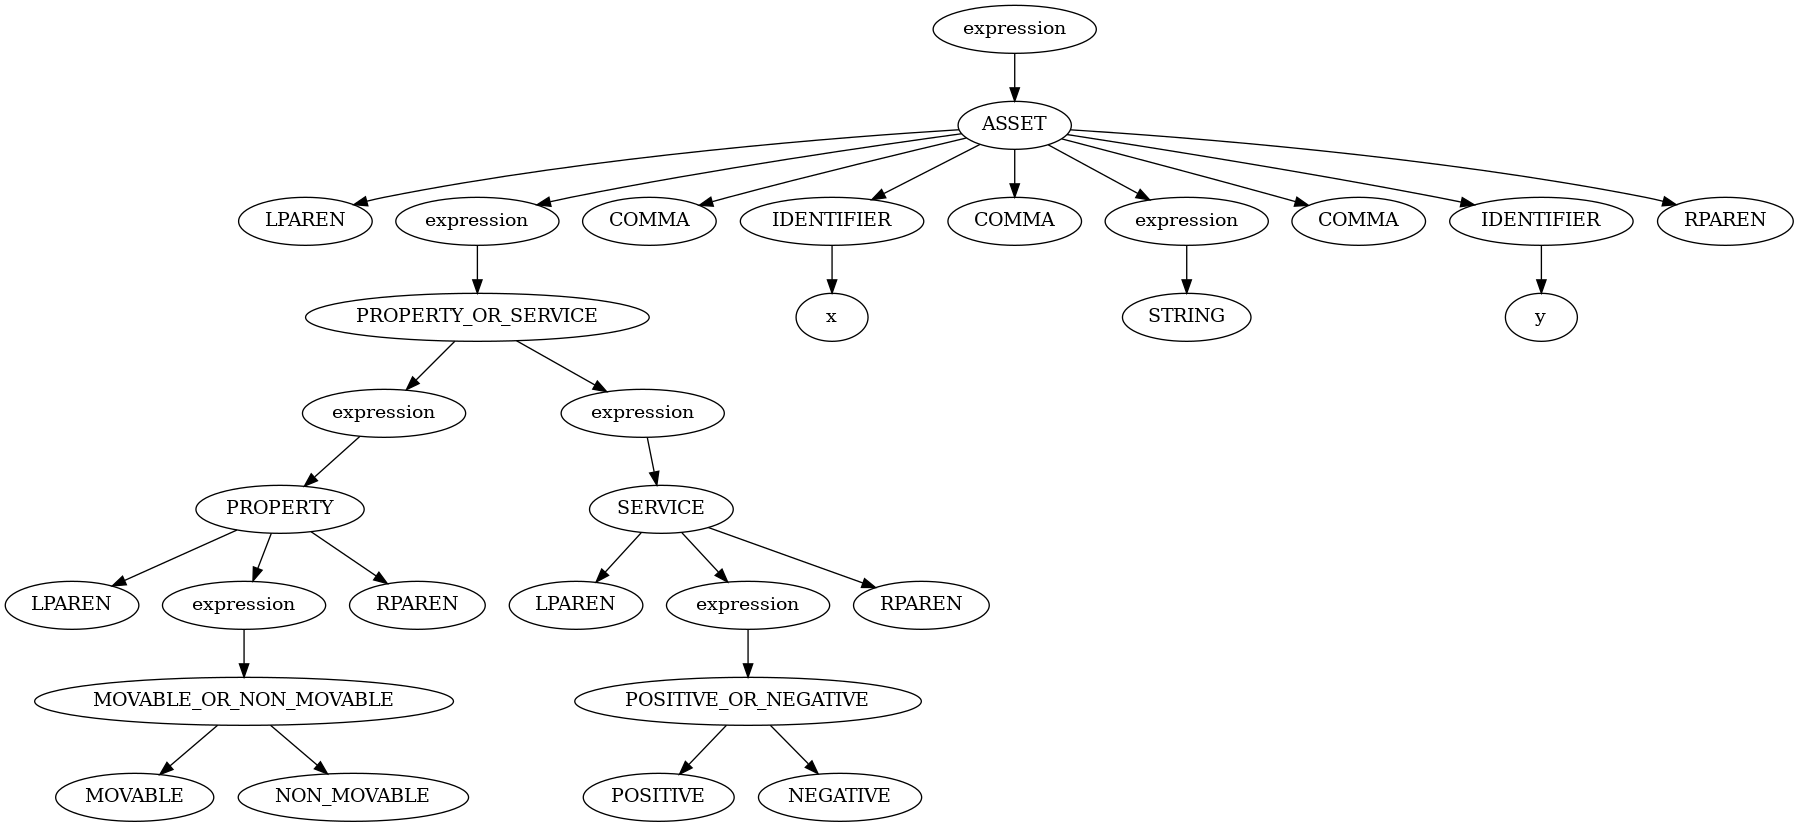 expression
ASSET
LPAREN expression COMMA IDENTIFIER COMMA expression COMMA IDENTIFIER RPAREN
PROPERTY_OR_SERVICE x STRING y
expression expression
PROPERTY SERVICE
LPAREN expression RPAREN LPAREN expression RPAREN
MOVABLE_OR_NON_MOVABLE POSITIVE_OR_NEGATIVE
MOVABLE NON_MOVABLE POSITIVE NEGATIVE